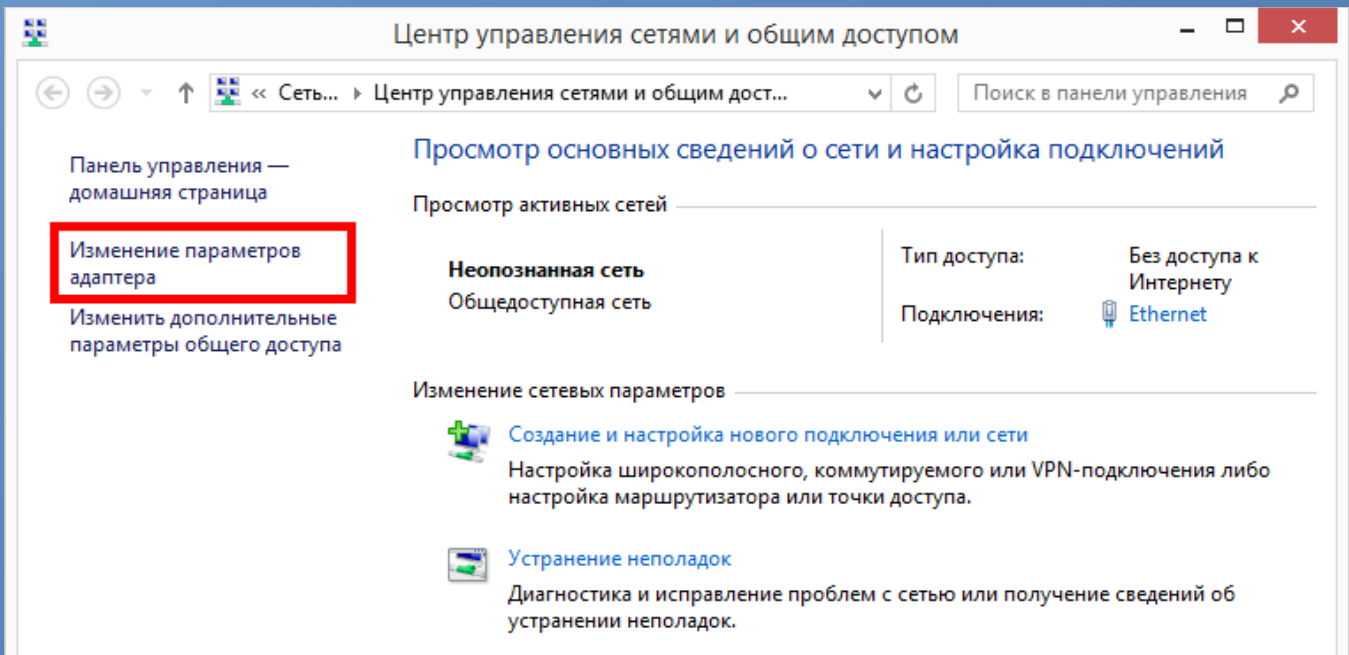 Центр управления сетями и общим доступом
« Сеть... Центр управления сетями и общим дост...
Поиск в панели управления
Панель управления —
домашняя страница
Изменение параметров
адаптера
Изменить дополнительные
параметры общего доступа
Просмотр основных сведений о сети и настройка подключений
Просмотр активных сетей
Неопознанная сеть
Общедоступная сеть
Тип доступа: Без доступа к
Интернету
Подключения: Ethernet
Изменение сетевых параметров
Создание и настройка нового подключения или сети
Настройка широкополосного, коммутируемого или VPN-подключения либо
настройка маршрутизатора или точки доступа.
Устранение неполадок
Диагностика и исправление проблем с сетью или получение сведений об
устранении неполадок.